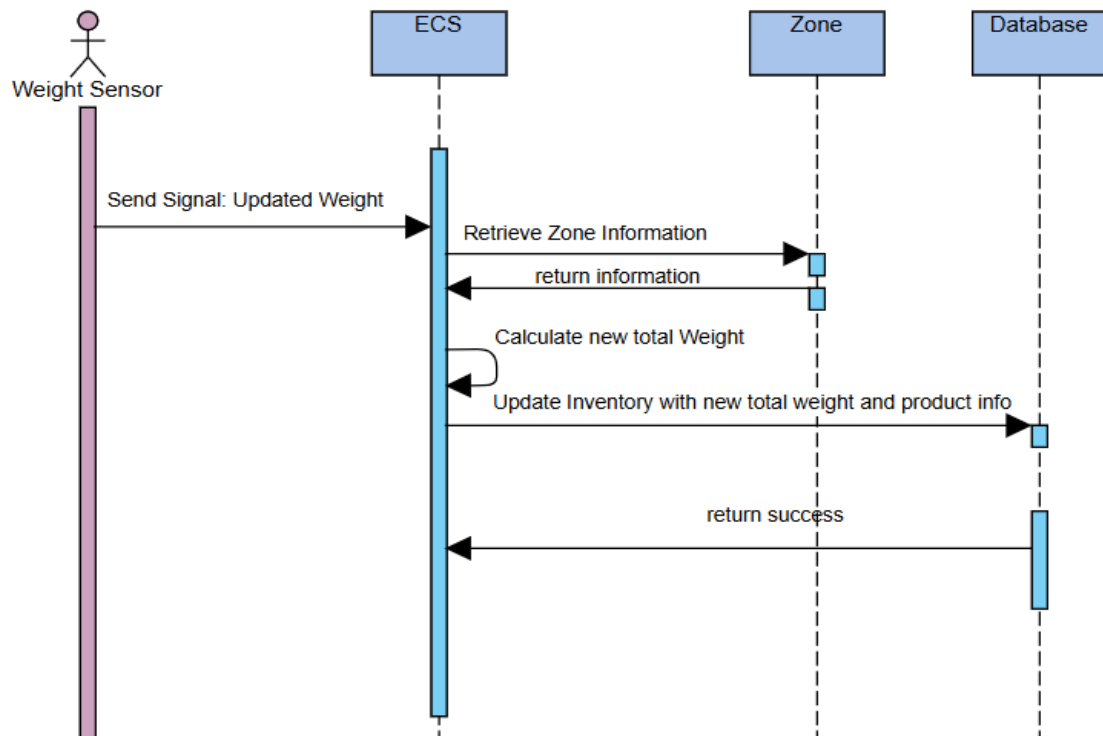 ECS
Zone
Database
Weight Sensor
Send Signal: Updated Weight
Retrieve Zone Information
return information
Calculate new total Weight
Update Inventory with new total weight and product info
return success